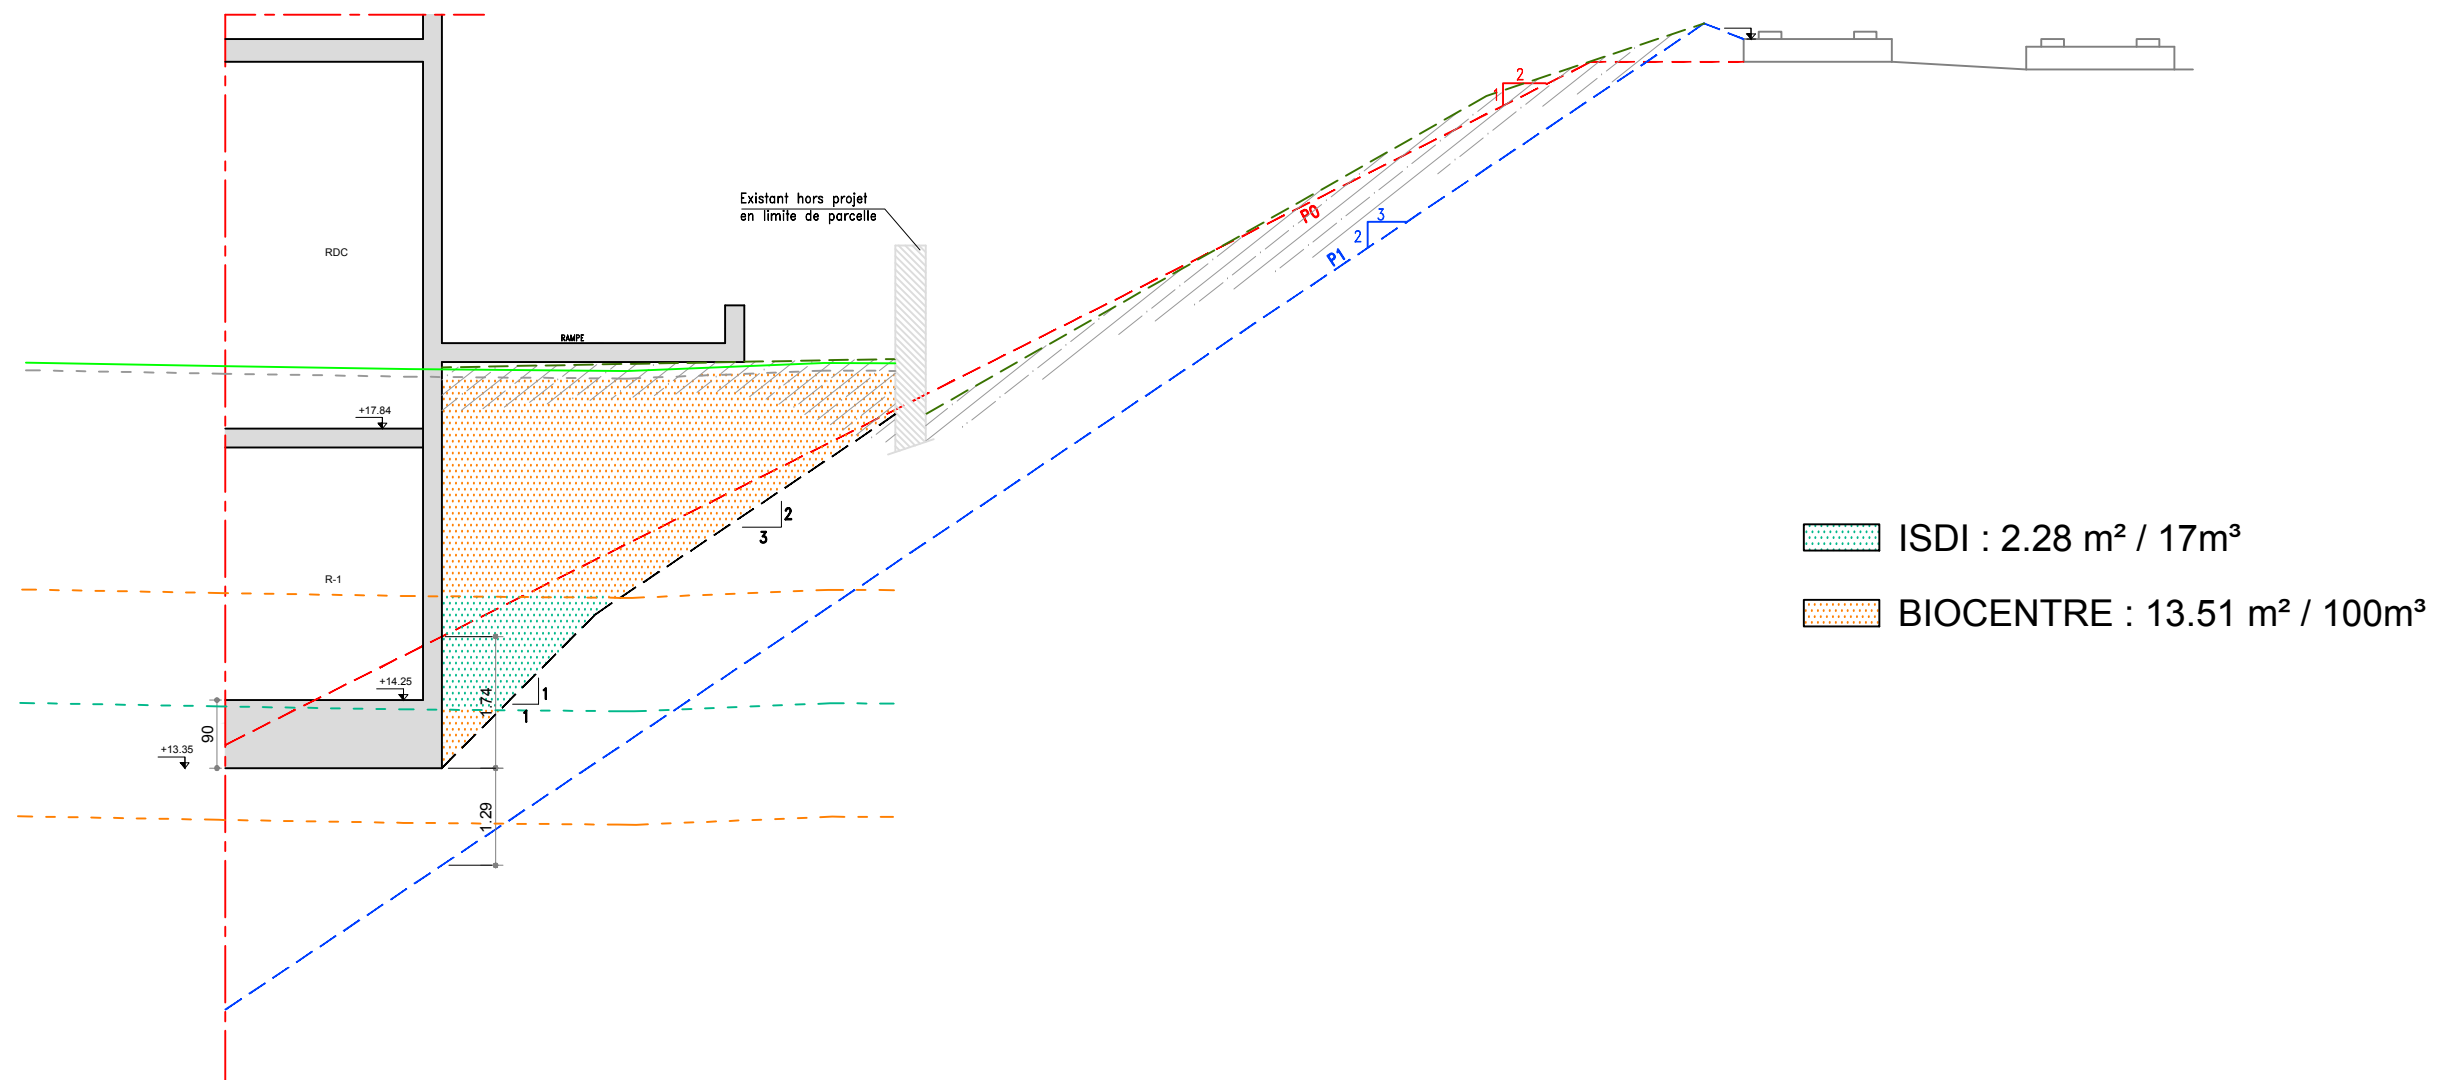 2
1
Existant hors projet
en limite de parcelle
P0
3
2
P1
RDC
RAMPE
+17.84
2
3
ISDI : 2.28 m² / 17m³
R-1
BIOCENTRE : 13.51 m² / 100m³
+14.25
1.74
1
1
90
+13.35
1.29